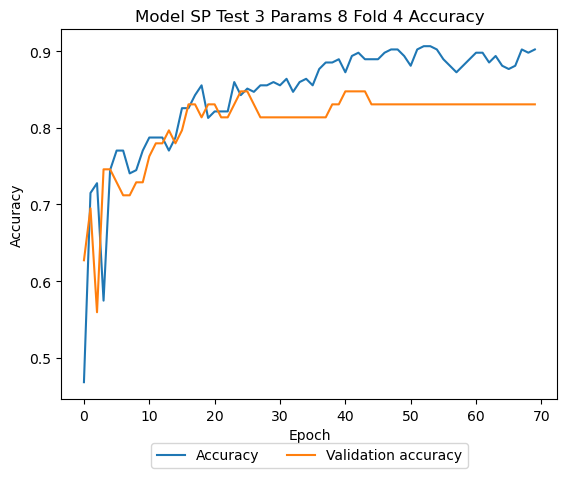 Model SP Test 3 Params 8 Fold 4 Accuracy
0.9
0.8
0.7
0.6
0.5
Accuracy
0 10 20 30 40 50 60 70
Epoch
Accuracy Validation accuracy